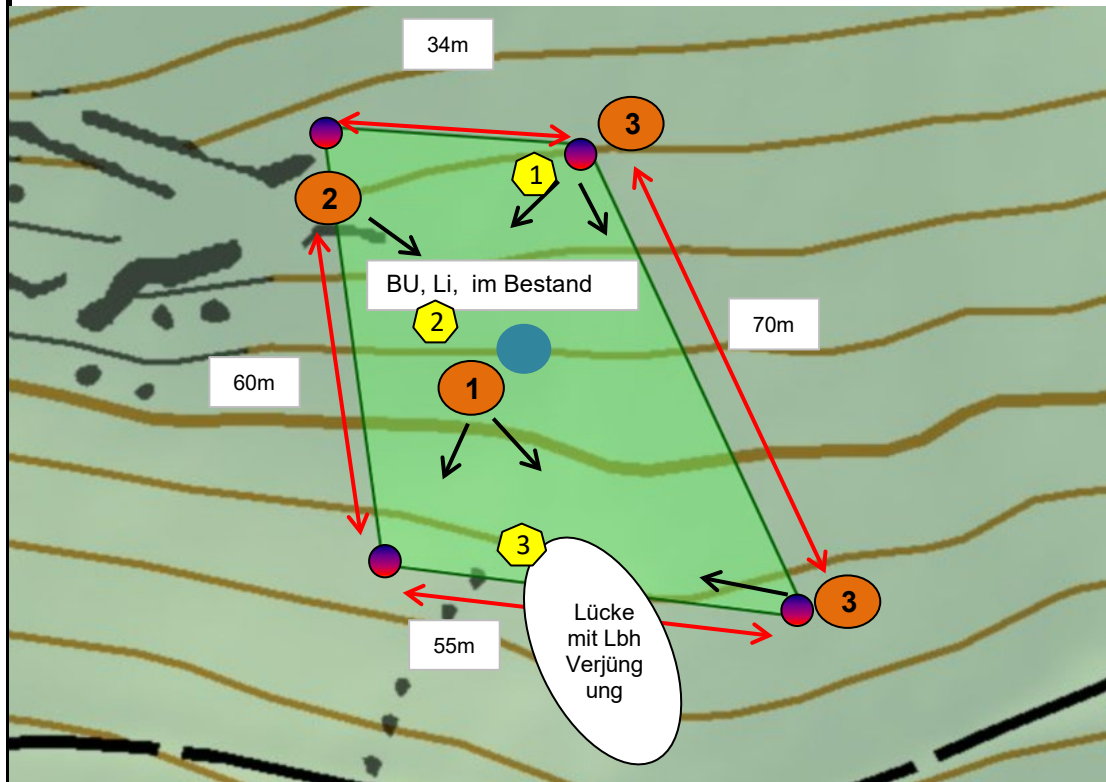 34m
3
1
2
BU, Li, im Bestand
2
70m
60m
1
3
3
Lücke
mit Lbh
Verjüng
ung
55m